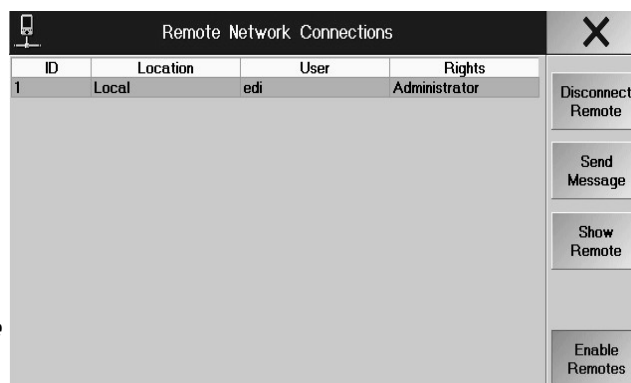 Remote Network Connections
ID Location User Rights
1 Local edi Administrator
Disconnect
Remote
Send
Message
Show
Remote
Enable
Remotes